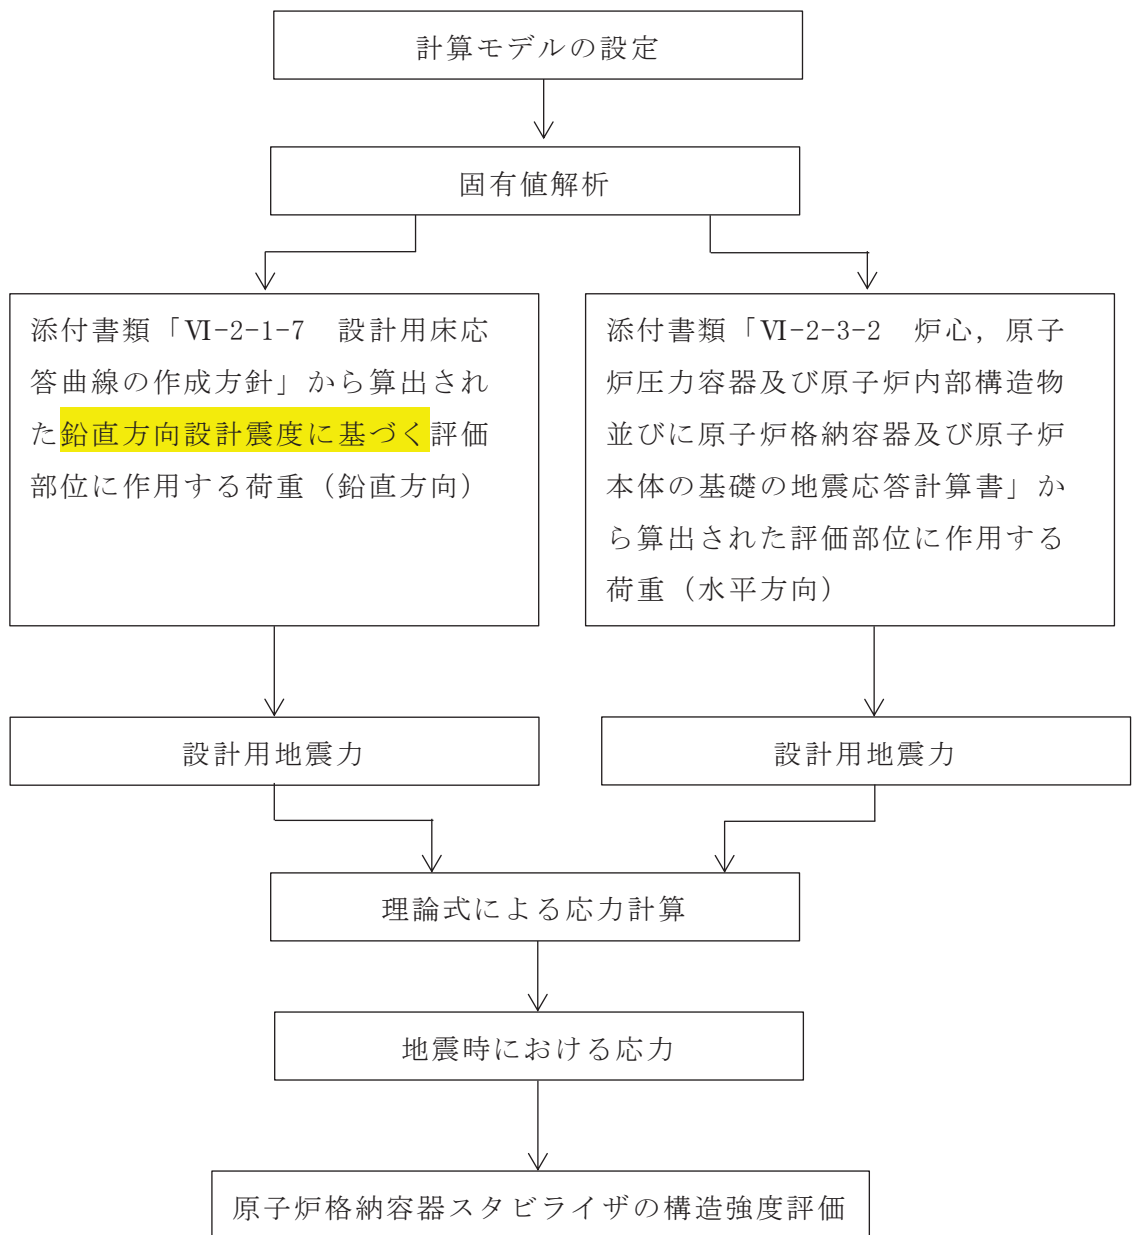 計算モデルの設定
固有値解析
添付書類「Ⅵ-2-1-7　設計用床応
答曲線の作成方針」から算出され
た鉛直方向設計震度に基づく評価
部位に作用する荷重（鉛直方向）
添付書類「Ⅵ-2-3-2　炉心，原子
炉圧力容器及び原子炉内部構造物
並びに原子炉格納容器及び原子炉
本体の基礎の地震応答計算書」か
ら算出された評価部位に作用する
荷重（水平方向）
設計用地震力
設計用地震力
理論式による応力計算
地震時における応力
原子炉格納容器スタビライザの構造強度評価